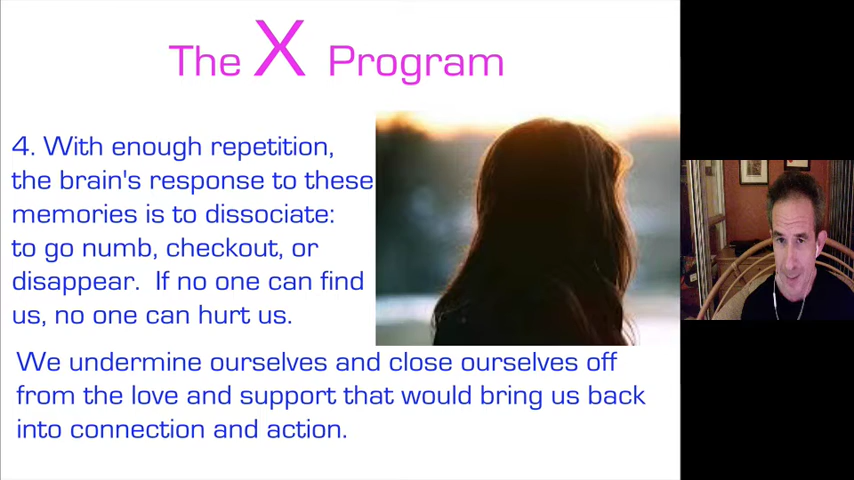 The X Program
4. With enough repetition,
the brain's response to these
memories is to dissociate:
to go numb, checkout, or
disappear.  If no one can find
us, no one can hurt us.
We undermine ourselves and close ourselves off
from the love and support that would bring us back
into connection and action.